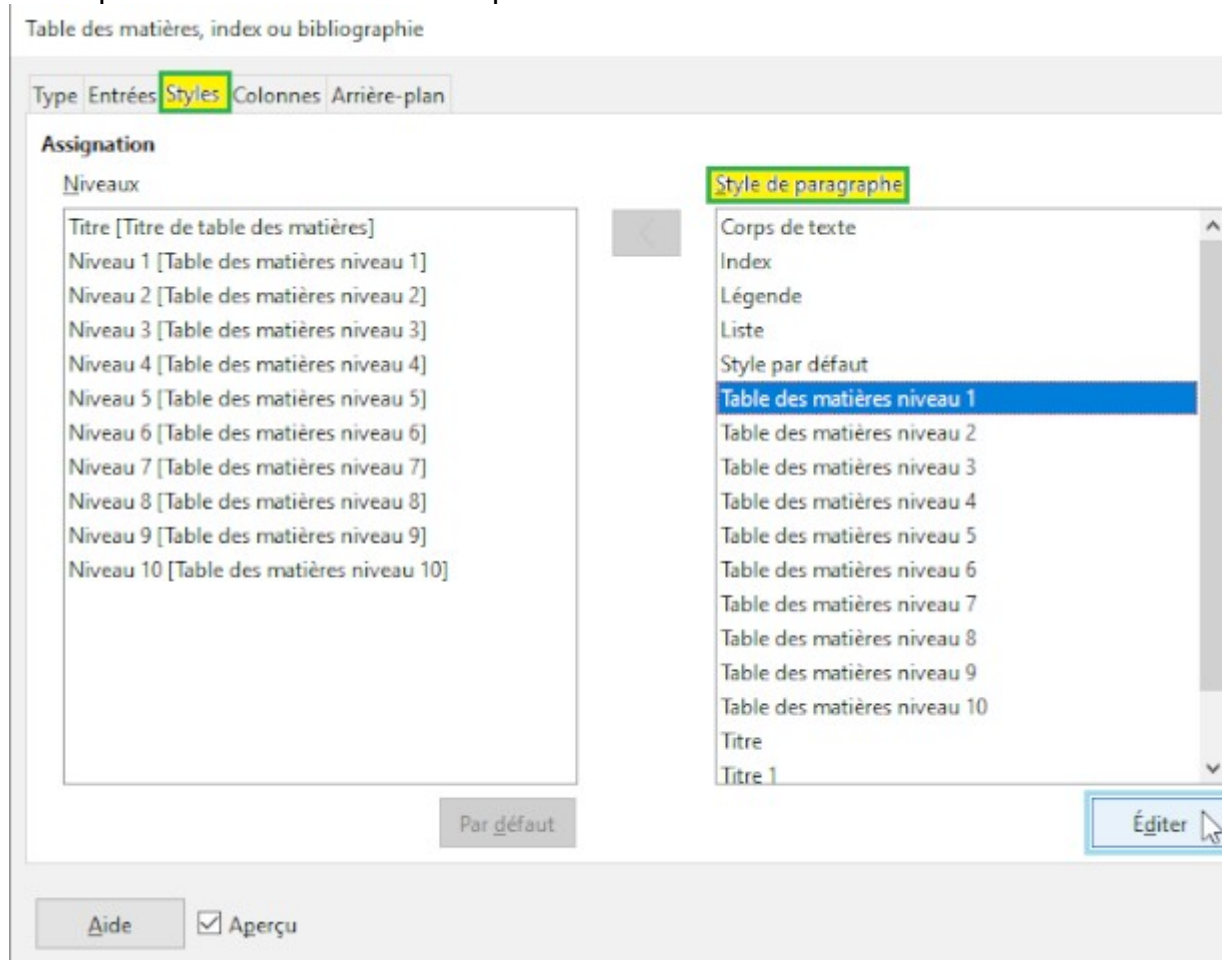 Table des matières, index ou bibliographie
Type Entrées Styles Colonnes Arrière-plan
Assignation
Niveaux
Titre [Titre de table des matières]
Niveau 1 [Table des matières niveau 1]
Niveau 2 [Table des matières niveau 2]
Niveau 3 [Table des matières niveau 3]
Niveau 4 [Table des matières niveau 4]
Niveau 5 [Table des matières niveau 5]
Niveau 6 [Table des matières niveau 6]
Niveau 7 [Table des matières niveau 7]
Niveau 8 [Table des matières niveau 8]
Niveau 9 [Table des matières niveau 9]
Niveau 10 [Table des matières niveau 10]
Par défaut
Style de paragraphe
Corps de texte
Index
Légende
Liste
Style par défaut
Table des matières niveau 1
Table des matières niveau 2
Table des matières niveau 3
Table des matières niveau 4
Table des matières niveau 5
Table des matières niveau 6
Table des matières niveau 7
Table des matières niveau 8
Table des matières niveau 9
Table des matières niveau 10
Titre
Titre 1
Éditer
Aide
Aperçu